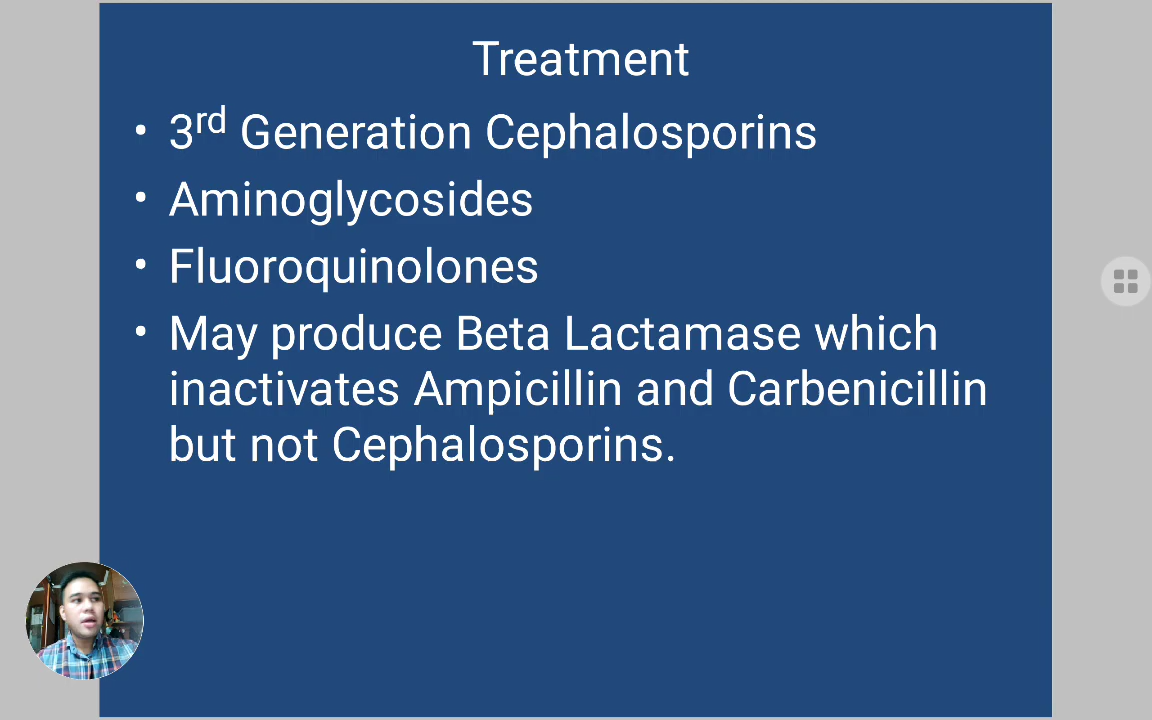 Treatment
• 3rd Generation Cephalosporins
• Aminoglycosides
• Fluoroquinolones
• May produce Beta Lactamase which
inactivates Ampicillin and Carbenicillin
but not Cephalosporins.